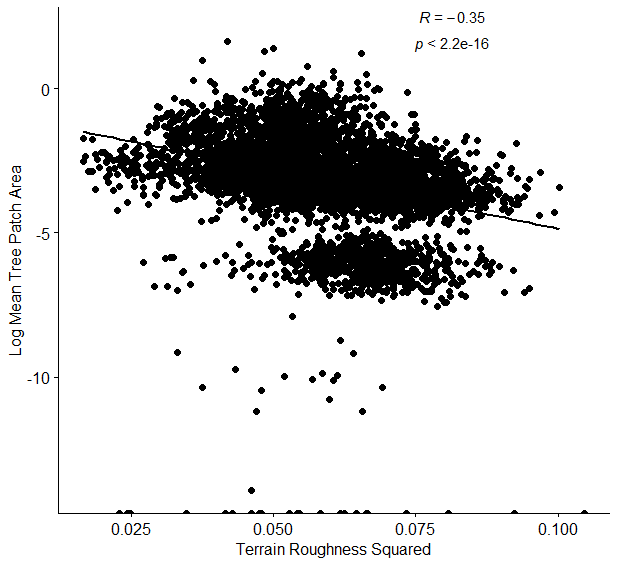 R = −0.35
p < 2.2e-16
0
-5
-10
Log Mean Tree Patch Area
0.025 0.050 0.075 0.100
Terrain Roughness Squared